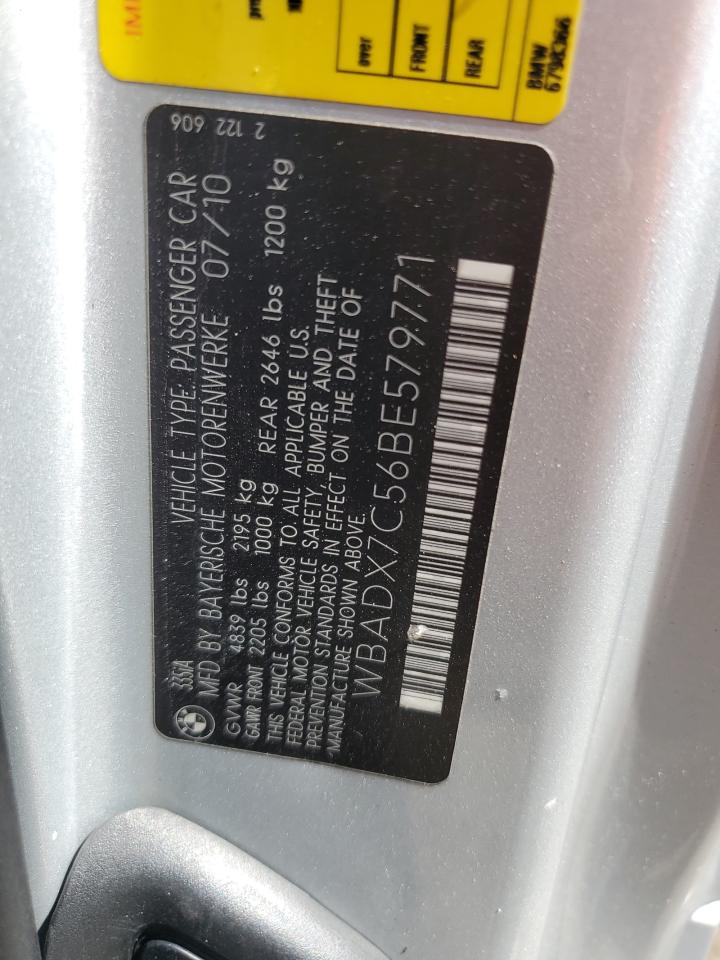 over
FRONT
REAR
BMW
2 122 606
335IA VEHICLE TYPE: PASSENGER CAR
MFD BY BAYERISCHE MOTORENWERKE 07/10
GVWR 4839 lbs 2195 kg
GAWR FRONT 2205 lbs 1000 kg REAR 2646 lbs 1200 kg
THIS VEHICLE CONFORMS TO ALL APPLICABLE U.S.
FEDERAL MOTOR VEHICLE SAFETY, BUMPER AND THEFT
PREVENTION STANDARDS IN EFFECT ON THE DATE OF
MANUFACTURE SHOWN ABOVE.
WBADX7C56BE579771